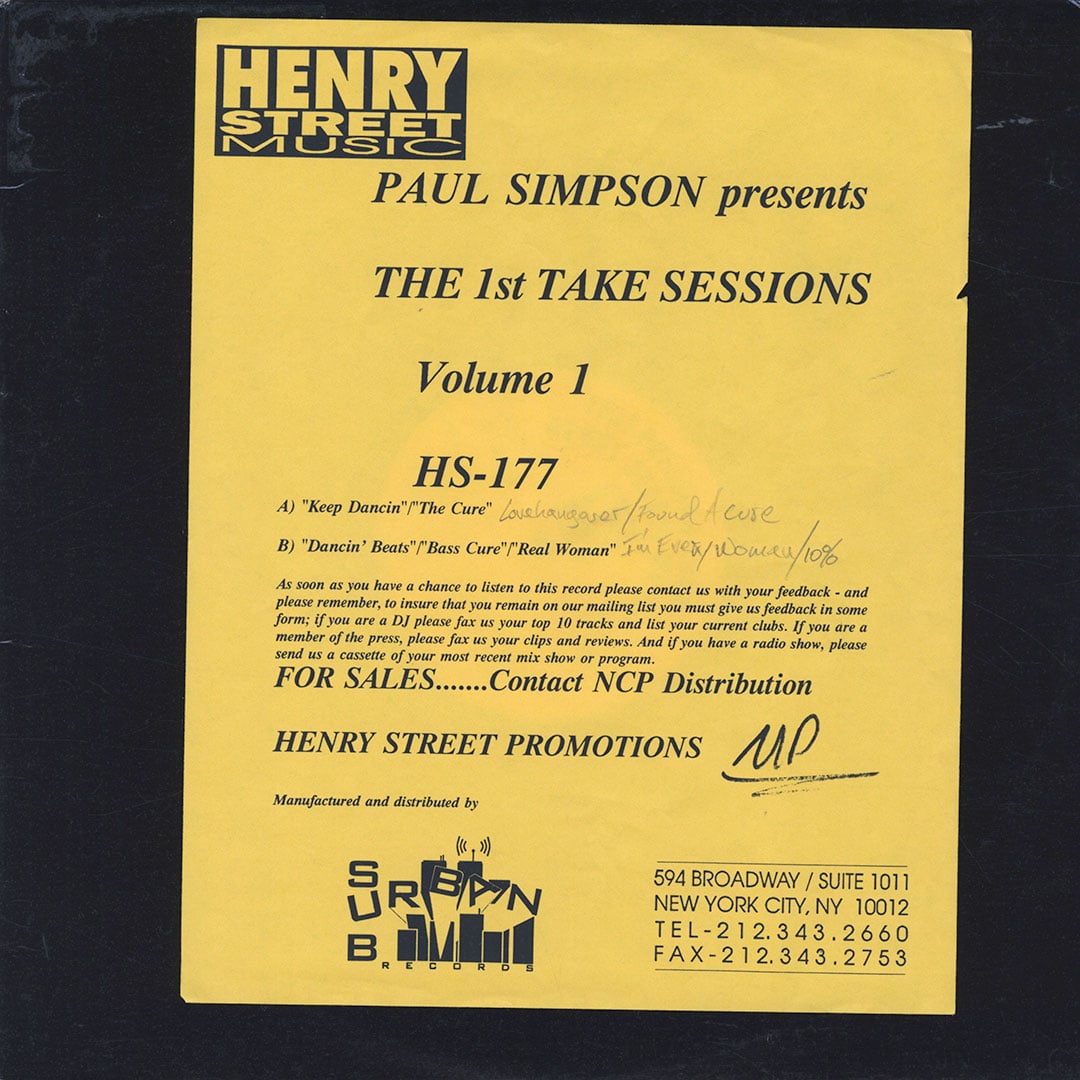 HENRY
STREET
MUSIC
PAUL SIMPSON presents
THE 1st TAKE SESSIONS
Volume 1
HS-177
A) "Keep Dancin"/"The Cure" Lovehangover/Found A cure
B) "Dancin' Beats"/"Bass Cure"/"Real Woman" I'm Every Woman/10%
As soon as you have a chance to listen to this record please contact us with your feedback - and
please remember, to insure that you remain on our mailing list you must give us feedback in some
form; if you are a DJ please fax us your top 10 tracks and list your current clubs. If you are a
member of the press, please fax us your clips and reviews. And if you have a radio show, please
send us a cassette of your most recent mix show or program.
FOR SALES.......Contact NCP Distribution
HENRY STREET PROMOTIONS
Manufactured and distributed by
SUB URBAN
RECORDS
594 BROADWAY / SUITE 1011
NEW YORK CITY, NY 10012
TEL-212.343.2660
FAX-212.343.2753